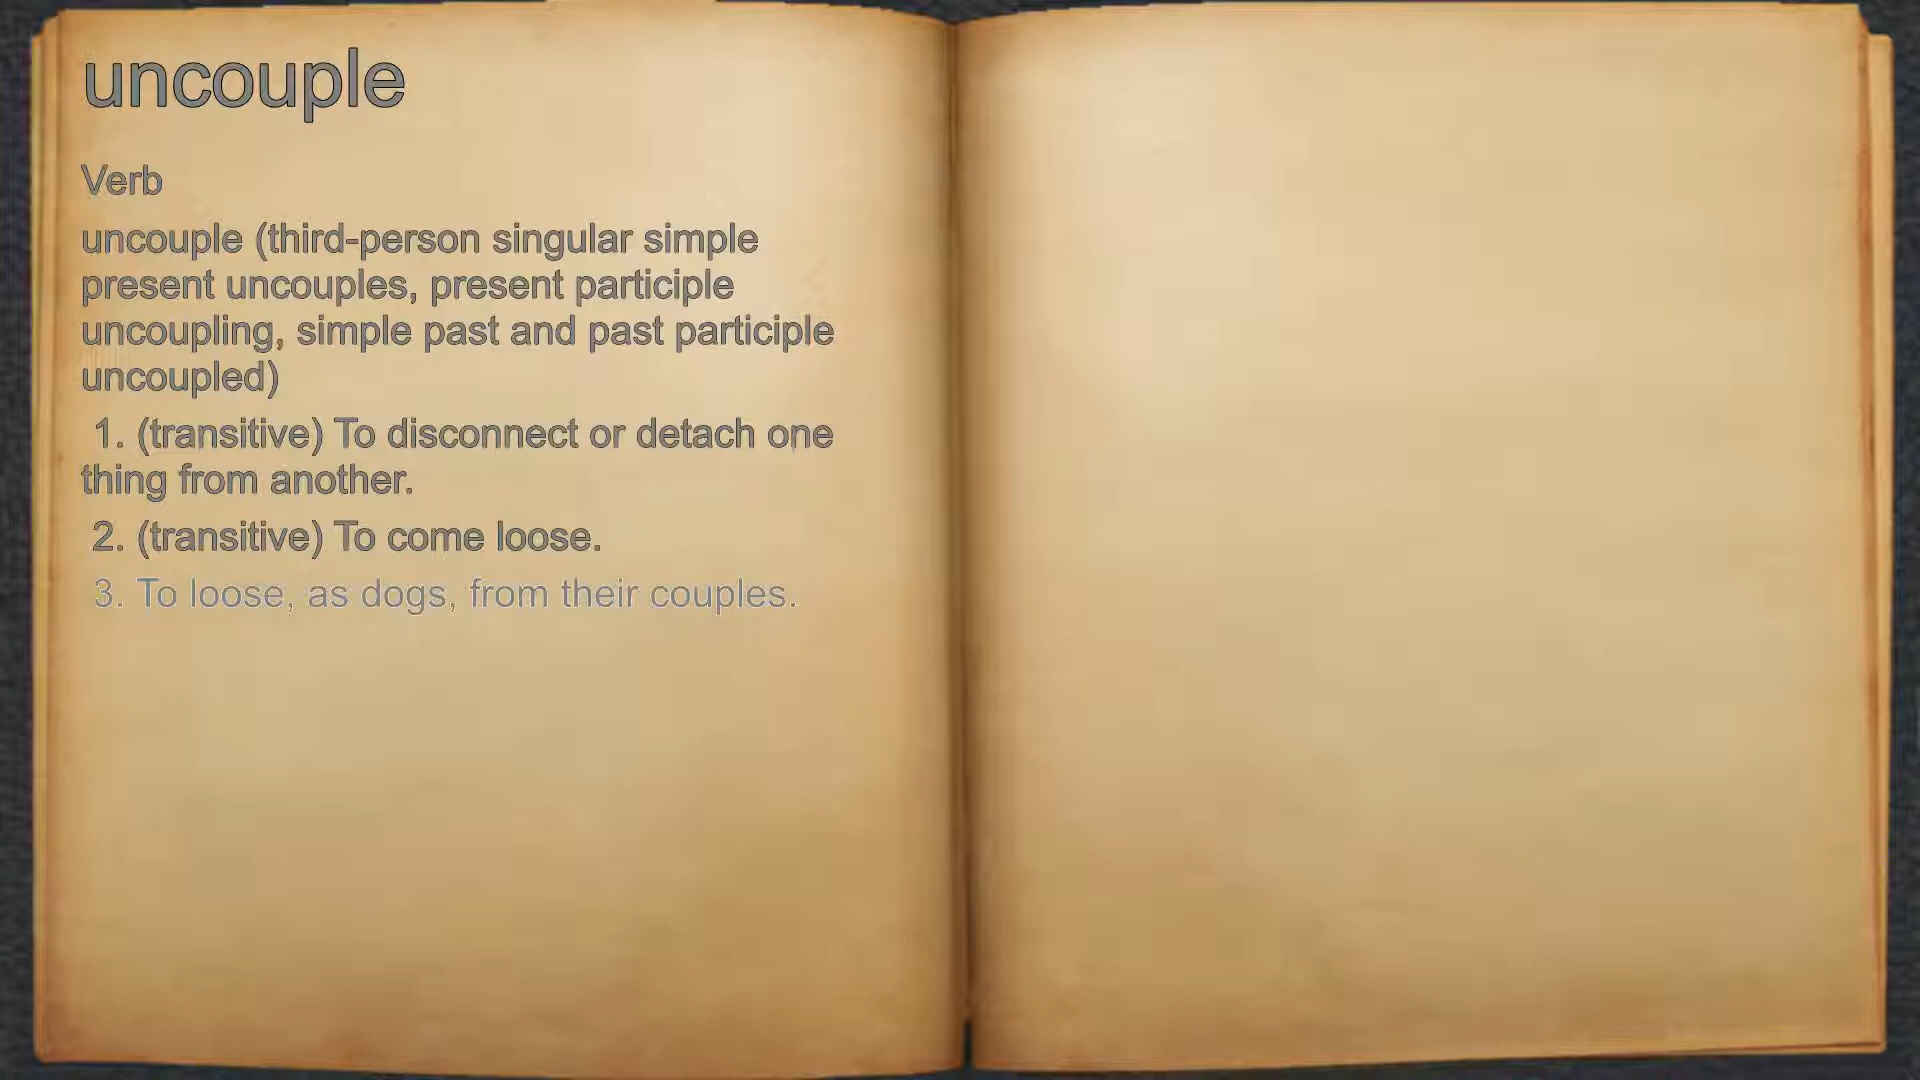 uncouple
Verb
uncouple (third-person singular simple
present uncouples, present participle
uncoupling, simple past and past participle
uncoupled)
1. (transitive) To disconnect or detach one
thing from another.
2. (transitive) To come loose.
3. To loose, as dogs, from their couples.